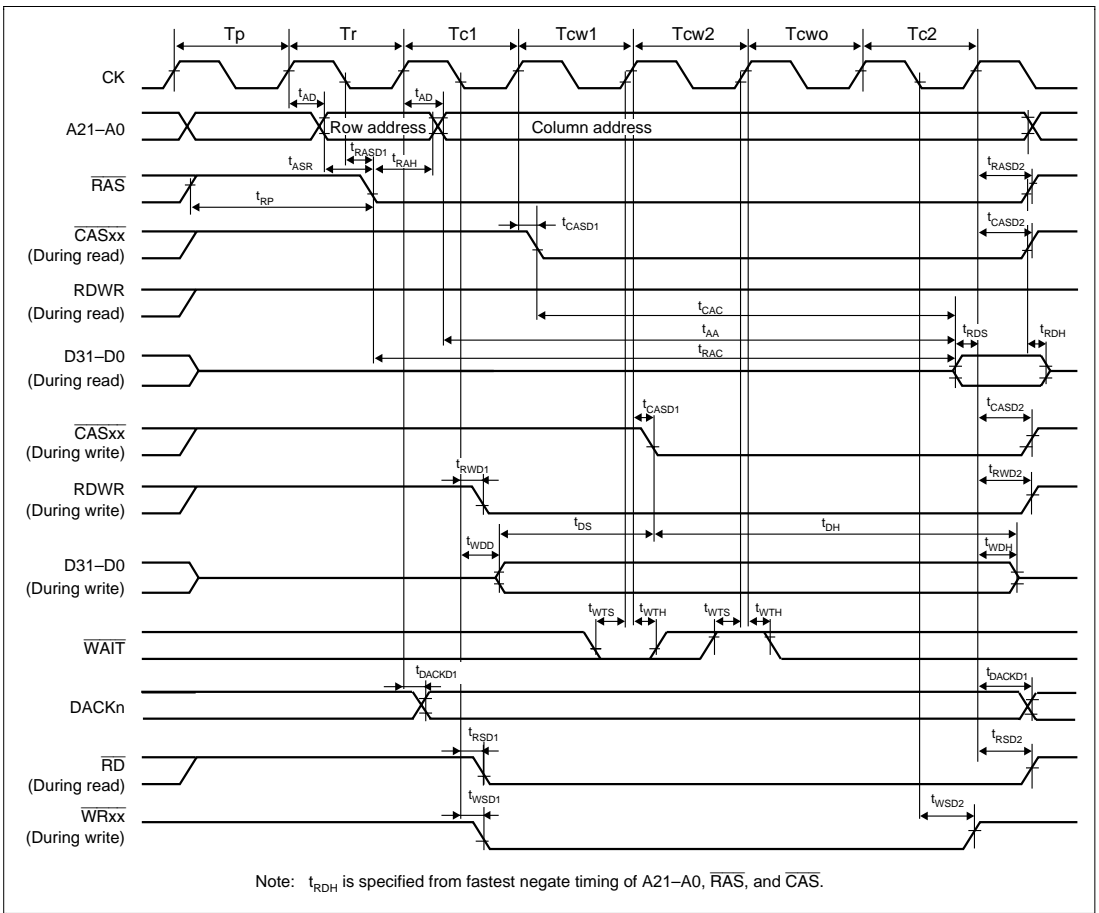 Tp Tr Tc1 Tcw1 Tcw2 Tcwo Tc2
CK
tAD tAD
A21–A0 Row address Column address
tRASD1
tASR tRAH tRASD2
RAS
tRP
tCASD1 tCASD2
CASxx
(During read)
RDWR
(During read)
tCAC
tAA
tRDS tRDH
tRAC
D31–D0
(During read)
tCASD1 tCASD2
CASxx
(During write)
tRWD1 tRWD2
RDWR
(During write)
tDS tDH
tWDD tWDH
D31–D0
(During write)
tWTS tWTH tWTS tWTH
WAIT
tDACKD1 tDACKD1
DACKn
tRSD1 tRSD2
RD
(During read)
tWSD1 tWSD2
WRxx
(During write)
Note: tRDH is specified from fastest negate timing of A21–A0, RAS, and CAS.